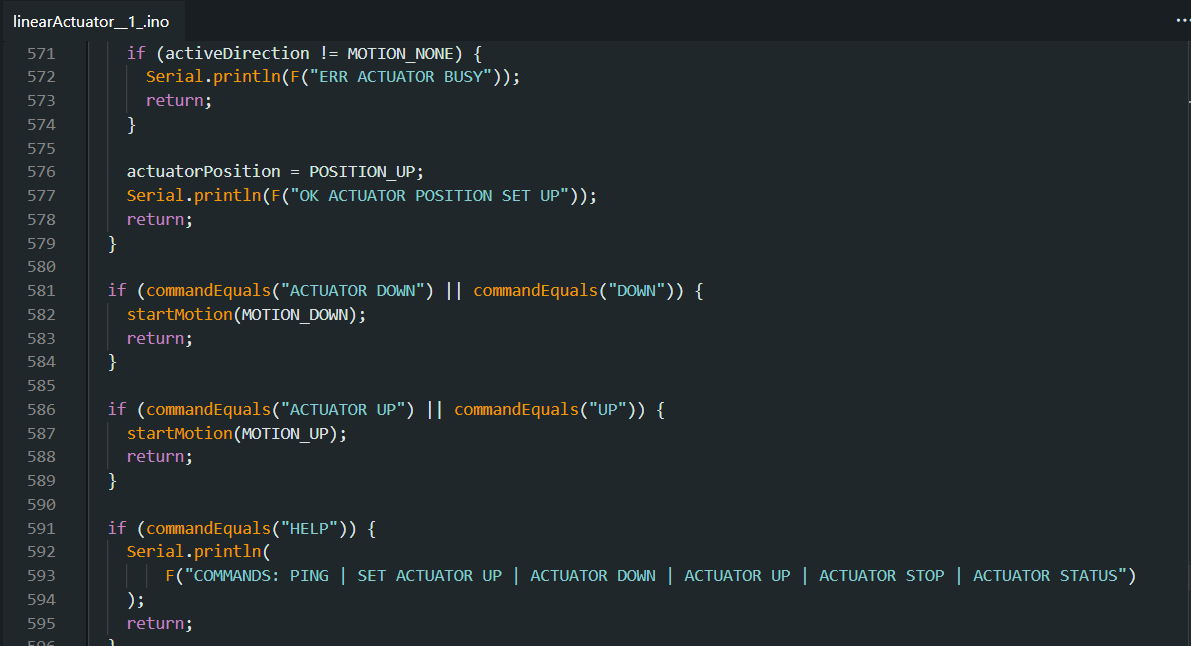 linearActuator__1_.ino
...
571 if (activeDirection != MOTION_NONE) {
572 Serial.println(F("ERR ACTUATOR BUSY"));
573 return;
574 }
575
576 actuatorPosition = POSITION_UP;
577 Serial.println(F("OK ACTUATOR POSITION SET UP"));
578 return;
579 }
580
581 if (commandEquals("ACTUATOR DOWN") || commandEquals("DOWN")) {
582 startMotion(MOTION_DOWN);
583 return;
584 }
585
586 if (commandEquals("ACTUATOR UP") || commandEquals("UP")) {
587 startMotion(MOTION_UP);
588 return;
589 }
590
591 if (commandEquals("HELP")) {
592 Serial.println(
593 F("COMMANDS: PING | SET ACTUATOR UP | ACTUATOR DOWN | ACTUATOR UP | ACTUATOR STOP | ACTUATOR STATUS")
594 );
595 return;
596 }